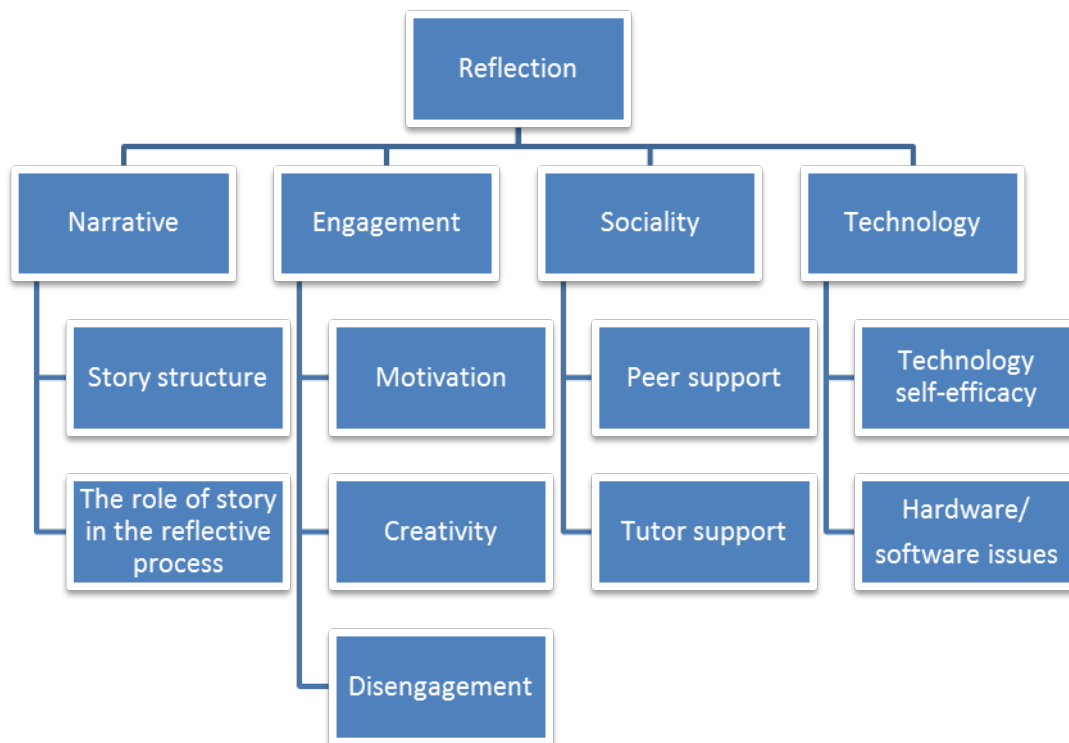 Reflection
Narrative
Engagement
Sociality
Technology
Story structure
Motivation
Peer support
Technology
self-efficacy
The role of story
in the reflective
process
Creativity
Tutor support
Hardware/
software issues
Disengagement